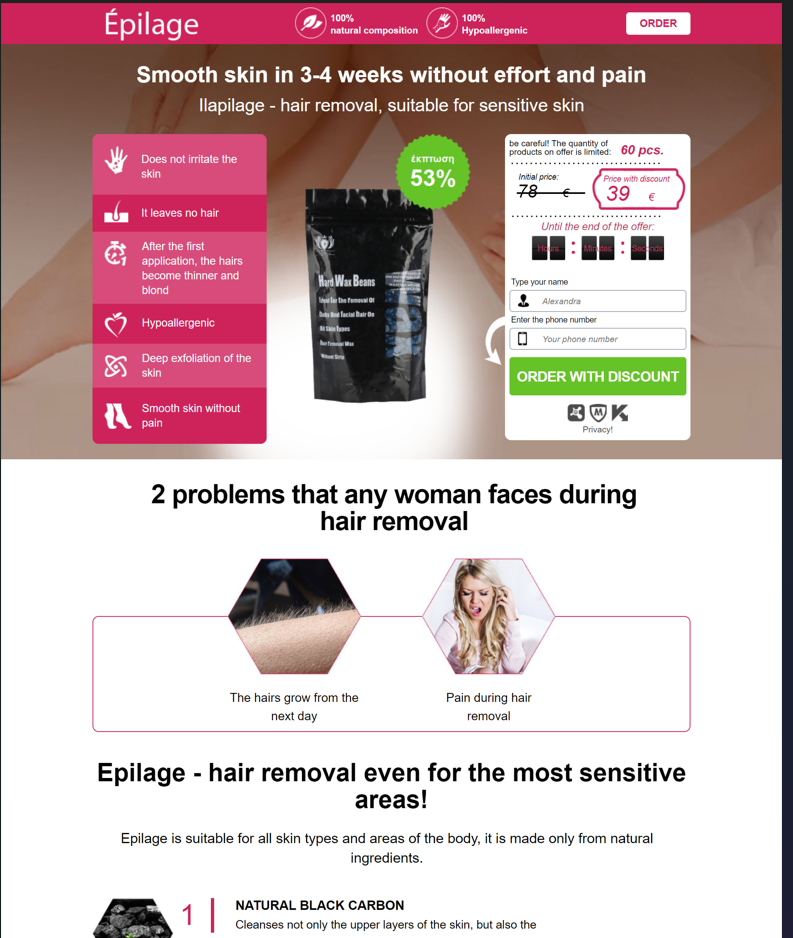 Épilage
100%
natural composition
100%
Hypoallergenic
ORDER
Smooth skin in 3-4 weeks without effort and pain
Ilapilage - hair removal, suitable for sensitive skin
Does not irritate the
skin
It leaves no hair
After the first
application, the hairs
become thinner and
blond
Hypoallergenic
Deep exfoliation of the
skin
Smooth skin without
pain
έκπτωση
53%
Hard Wax Beans
Ideal For The Removal Of
Body And Facial Hair On
All Skin Types
Hair Removal Wax
Without Strip
be careful! The quantity of
products on offer is limited:
60 pcs.
Initial price:
78 €
Price with discount
39 €
Until the end of the offer:
Hours : Minutes : Seconds
Type your name
Alexandra
Enter the phone number
Your phone number
ORDER WITH DISCOUNT
Privacy!
2 problems that any woman faces during
hair removal
The hairs grow from the
next day
Pain during hair
removal
Epilage - hair removal even for the most sensitive
areas!
Epilage is suitable for all skin types and areas of the body, it is made only from natural
ingredients.
1
NATURAL BLACK CARBON
Cleanses not only the upper layers of the skin, but also the